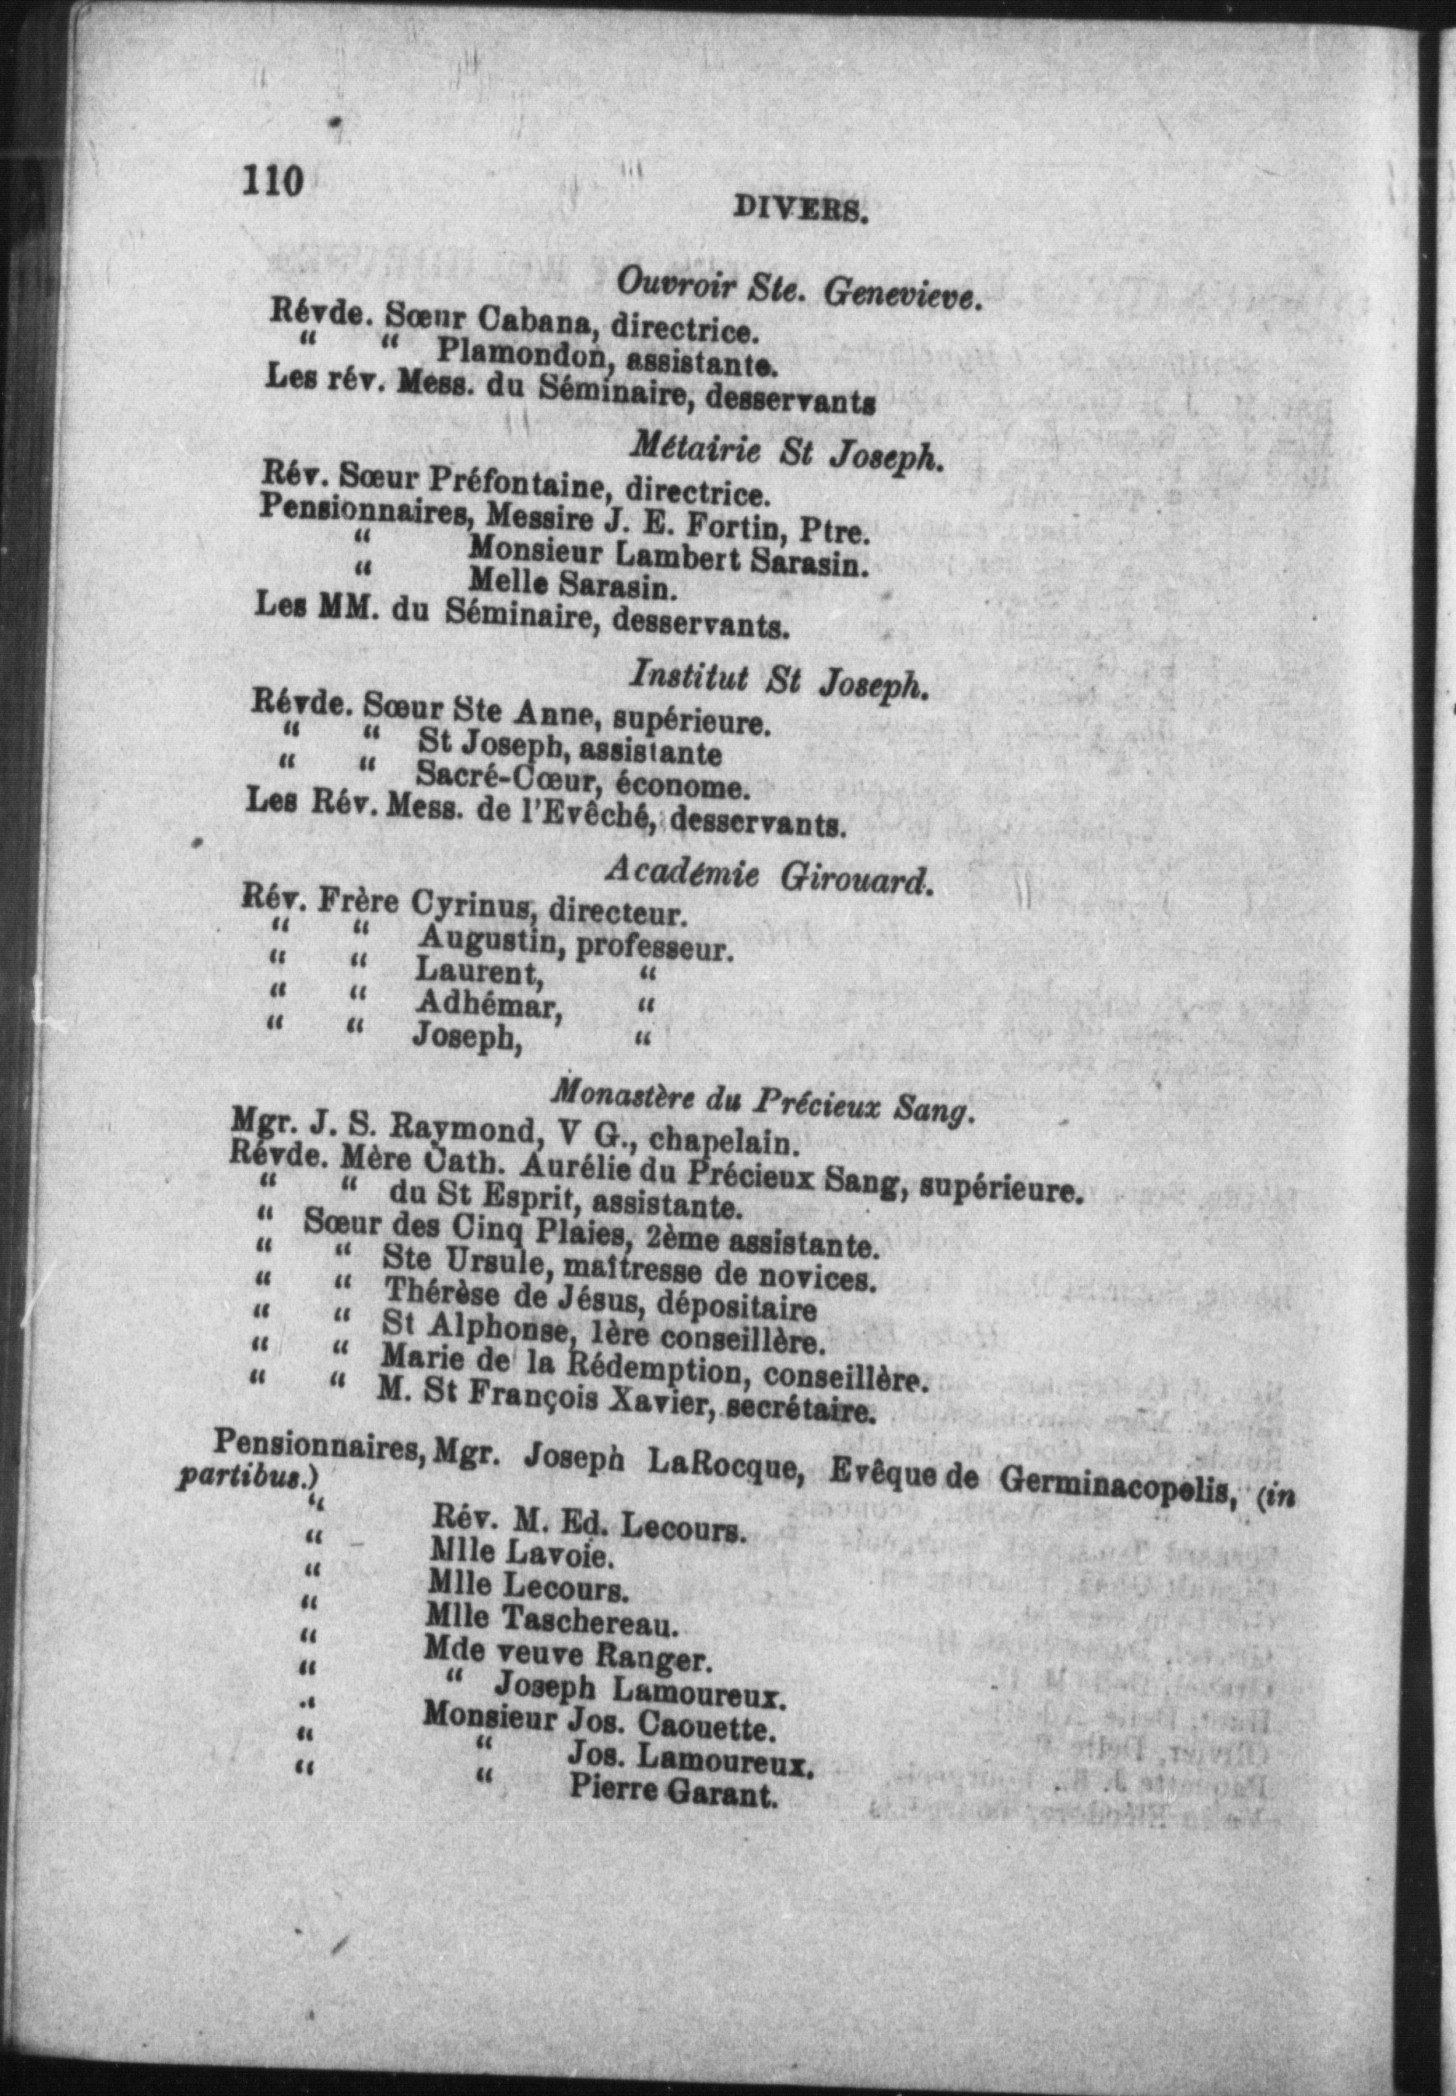 110
DIVERS.
Ouvroir Ste. Genevieve.
Révde. Sœur Cabana, directrice.
“ “ Plamondon, assistante.
Les rév. Mess. du Séminaire, desservants
Métairie St Joseph.
Rév. Sœur Préfontaine, directrice.
Pensionnaires, Messire J. E. Fortin, Ptre.
“ Monsieur Lambert Sarasin.
“ Melle Sarasin.
Les MM. du Séminaire, desservants.
Institut St Joseph.
Révde. Sœur Ste Anne, supérieure.
“ “ St Joseph, assistante
“ “ Sacré-Cœur, économe.
Les Rév. Mess. de l'Evêché, desservants.
Académie Girouard.
Rév. Frère Cyrinus, directeur.
“ “ Augustin, professeur.
“ “ Laurent, “
“ “ Adhémar, “
“ “ Joseph, “
Monastère du Précieux Sang.
Mgr. J. S. Raymond, V G., chapelain.
Révde. Mère Cath. Aurélie du Précieux Sang, supérieure.
“ “ du St Esprit, assistante.
“ Sœur des Cinq Plaies, 2ème assistante.
“ “ Ste Ursule, maîtresse de novices.
“ “ Thérèse de Jésus, dépositaire
“ “ St Alphonse, 1ère conseillère.
“ “ Marie de la Rédemption, conseillère.
“ “ M. St François Xavier, secrétaire.
Pensionnaires, Mgr. Joseph LaRocque, Evêque de Germinacopolis, (in
partibus.)
“ Rév. M. Ed. Lecours.
“ Mlle Lavoie.
“ Mlle Lecours.
“ Mlle Taschereau.
“ Mde veuve Ranger.
“ “ Joseph Lamoureux.
“ Monsieur Jos. Caouette.
“ “ Jos. Lamoureux.
“ “ Pierre Garant.